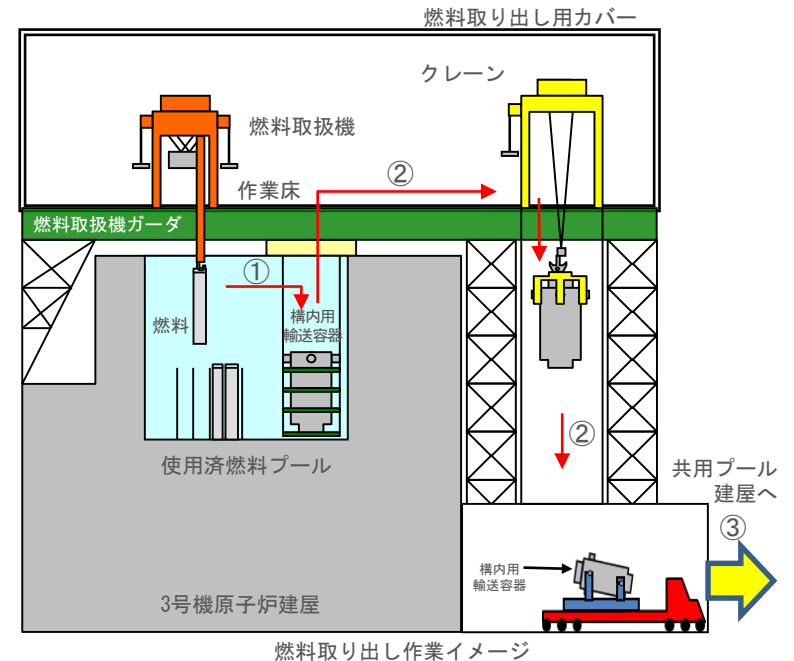 燃料取り出し用カバー
クレーン
燃料取扱機
②
作業床
燃料取扱機ガーダ
①
燃料
構内用
輸送容器
②
使用済燃料プール
共用プール
建屋へ
③
構内用
輸送容器
3号機原子炉建屋
燃料取り出し作業イメージ